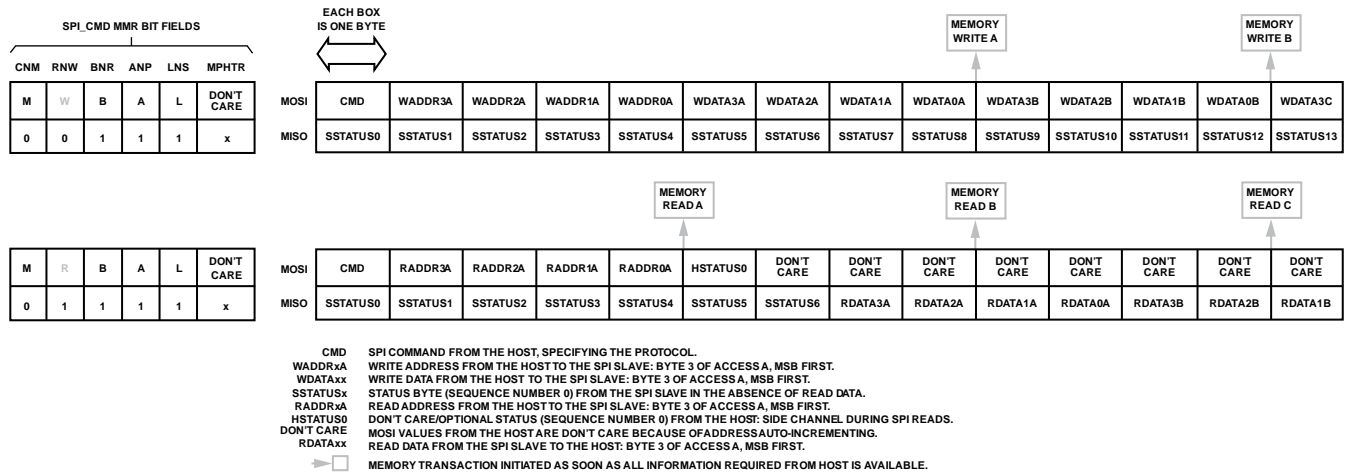 SPI_CMD MMR BIT FIELDS
EACH BOX
IS ONE BYTE
MEMORY
WRITE A
MEMORY
WRITE B
CNM RNW BNR ANP LNS MPHTR
M W B A L DON'T CARE
0 0 1 1 1 x
MOSI CMD WADDR3A WADDR2A WADDR1A WADDR0A WDATA3A WDATA2A WDATA1A WDATA0A WDATA3B WDATA2B WDATA1B WDATA0B WDATA3C
MISO SSTATUS0 SSTATUS1 SSTATUS2 SSTATUS3 SSTATUS4 SSTATUS5 SSTATUS6 SSTATUS7 SSTATUS8 SSTATUS9 SSTATUS10 SSTATUS11 SSTATUS12 SSTATUS13
MEMORY
READ A
MEMORY
READ B
MEMORY
READ C
M R B A L DON'T CARE
0 1 1 1 1 x
MOSI CMD RADDR3A RADDR2A RADDR1A RADDR0A HSTATUS0 DON'T CARE DON'T CARE DON'T CARE DON'T CARE DON'T CARE DON'T CARE DON'T CARE DON'T CARE
MISO SSTATUS0 SSTATUS1 SSTATUS2 SSTATUS3 SSTATUS4 SSTATUS5 SSTATUS6 RDATA3A RDATA2A RDATA1A RDATA0A RDATA3B RDATA2B RDATA1B
CMD SPI COMMAND FROM THE HOST, SPECIFYING THE PROTOCOL.
WADDRxA WRITE ADDRESS FROM THE HOST TO THE SPI SLAVE: BYTE 3 OF ACCESS A, MSB FIRST.
WDATAxx WRITE DATA FROM THE HOST TO THE SPI SLAVE: BYTE 3 OF ACCESS A, MSB FIRST.
SSTATUSx STATUS BYTE (SEQUENCE NUMBER 0) FROM THE SPI SLAVE IN THE ABSENCE OF READ DATA.
RADDRxA READ ADDRESS FROM THE HOST TO THE SPI SLAVE: BYTE 3 OF ACCESS A, MSB FIRST.
HSTATUS0 DON'T CARE/OPTIONAL STATUS (SEQUENCE NUMBER 0) FROM THE HOST: SIDE CHANNEL DURING SPI READS.
DON'T CARE MOSI VALUES FROM THE HOST ARE DON'T CARE BECAUSE OF ADDRESS AUTO-INCREMENTING.
RDATAxx READ DATA FROM THE SPI SLAVE TO THE HOST: BYTE 3 OF ACCESS A, MSB FIRST.
MEMORY TRANSACTION INITIATED AS SOON AS ALL INFORMATION REQUIRED FROM HOST IS AVAILABLE.